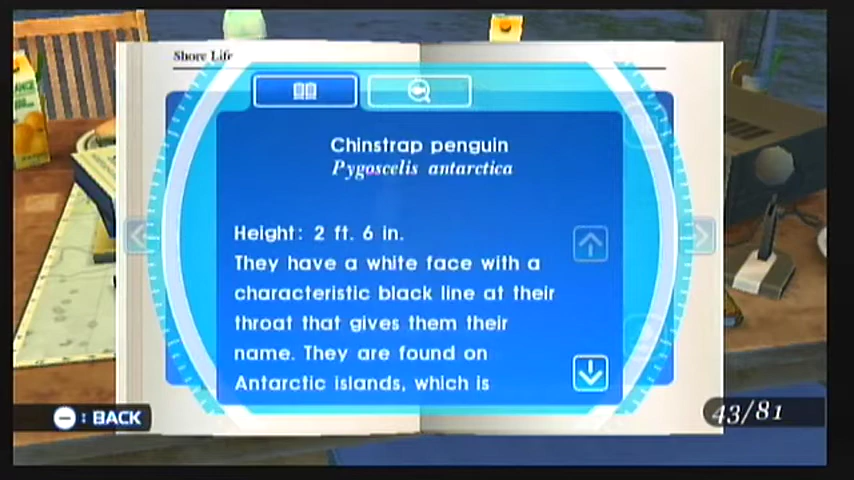 Shore Life
Chinstrap penguin
Pygoscelis antarctica
Height: 2 ft. 6 in.
They have a white face with a
characteristic black line at their
throat that gives them their
name. They are found on
Antarctic islands, which is
− : BACK
43/81